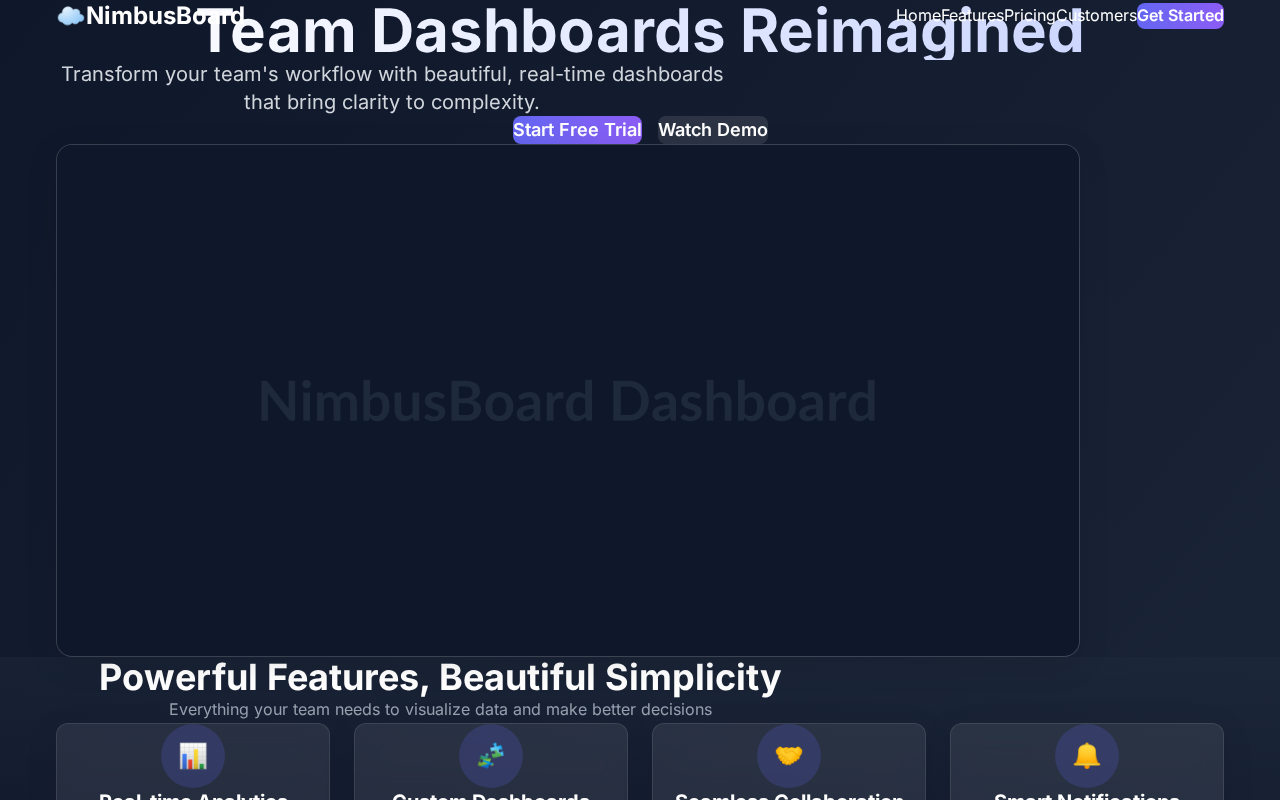 ☁️NimbusBoard
Home Features Pricing Customers Get Started
Team Dashboards Reimagined
Transform your team's workflow with beautiful, real-time dashboards
that bring clarity to complexity.
Start Free Trial
Watch Demo
NimbusBoard Dashboard
Powerful Features, Beautiful Simplicity
Everything your team needs to visualize data and make better decisions
Real-time Analytics
Custom Dashboards
Seamless Collaboration
Smart Notifications